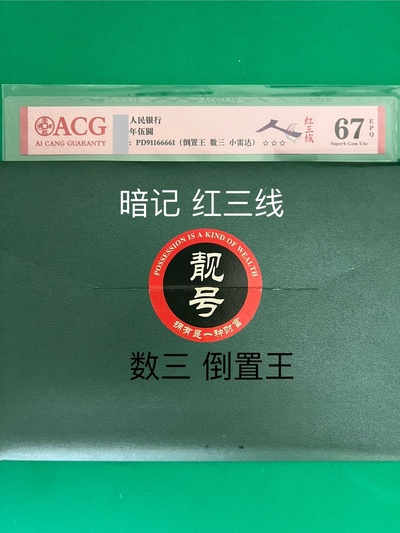 ACG
AI CANG GUARANTY
人民银行
年伍圆
: PD91166661 (倒置王 数三 小雷达) ☆☆☆
人
红三线
67 EPQ
Superb Gem Unc
暗记 红三线
POSSESSION IS A KIND OF WEALTH
靓号
拥有是一种财富
数三 倒置王